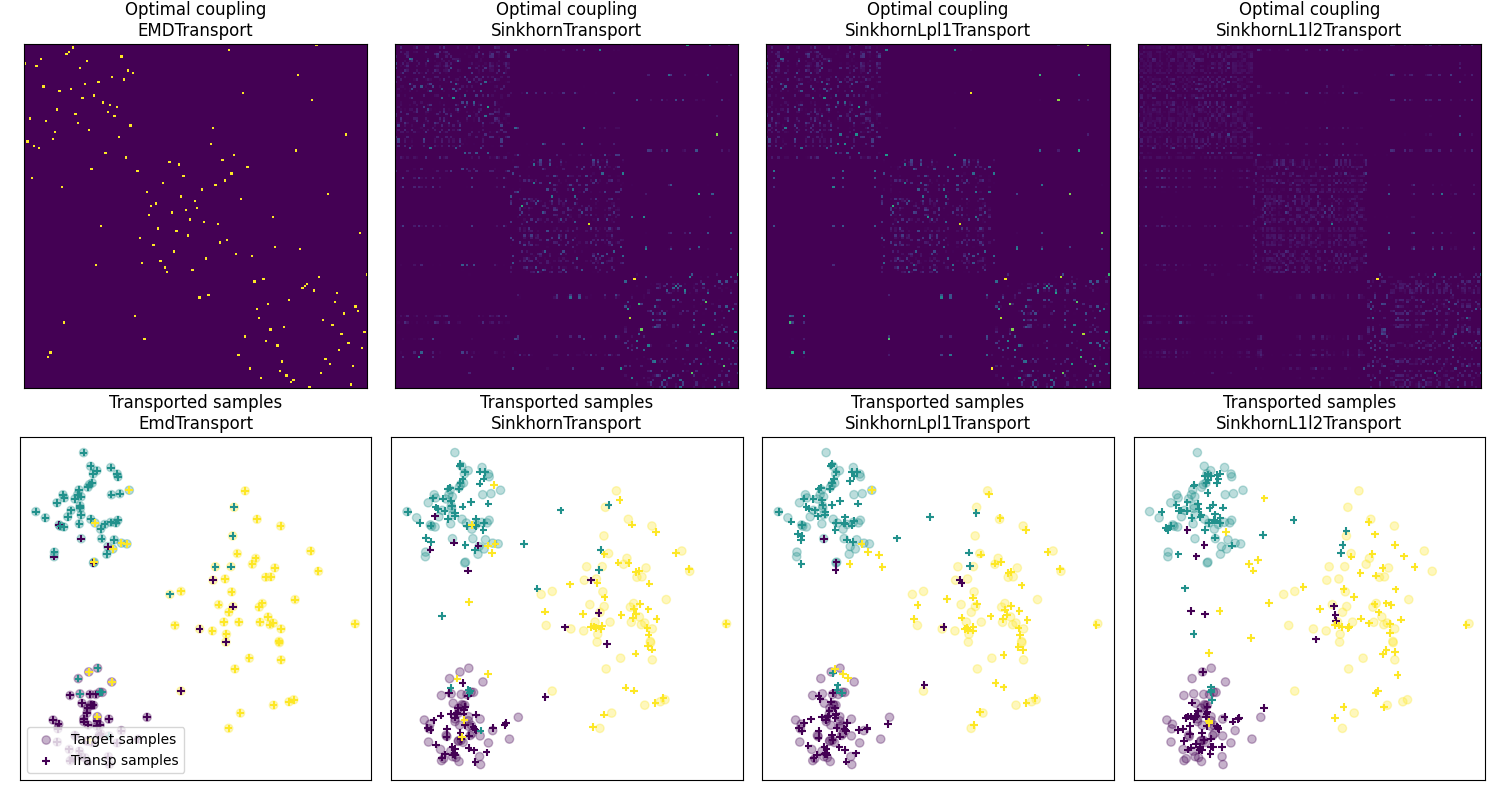 Optimal coupling
EMDTransport
Optimal coupling
SinkhornTransport
Optimal coupling
SinkhornLpl1Transport
Optimal coupling
SinkhornL1l2Transport
Transported samples
EmdTransport
Transported samples
SinkhornTransport
Transported samples
SinkhornLpl1Transport
Transported samples
SinkhornL1l2Transport
Target samples
Transp samples